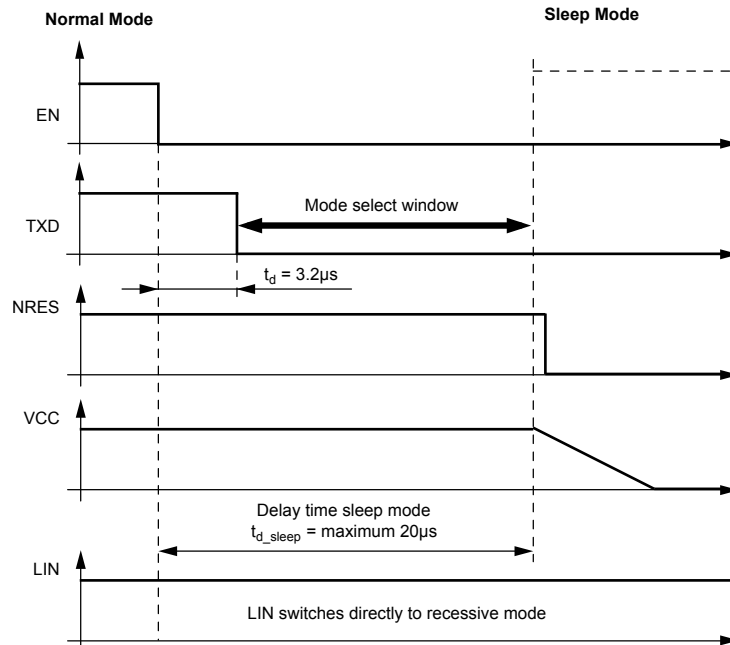 Normal Mode
Sleep Mode
EN
TXD
Mode select window
t_d = 3.2µs
NRES
VCC
Delay time sleep mode
t_d_sleep = maximum 20µs
LIN
LIN switches directly to recessive mode